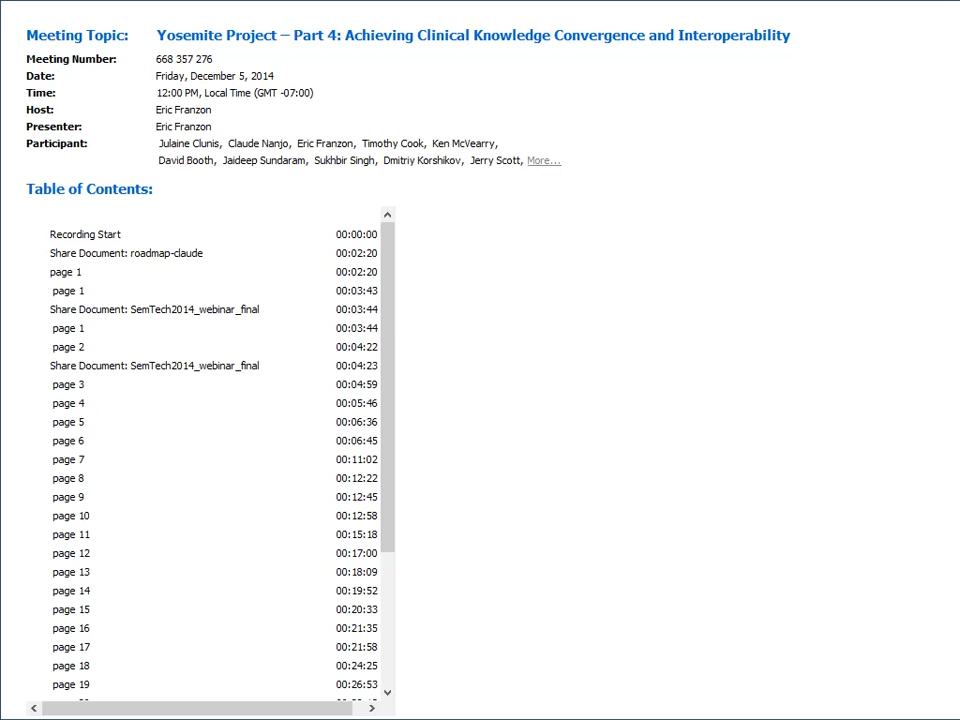 Meeting Topic: Yosemite Project – Part 4: Achieving Clinical Knowledge Convergence and Interoperability
Meeting Number: 668 357 276
Date: Friday, December 5, 2014
Time: 12:00 PM, Local Time (GMT -07:00)
Host: Eric Franzon
Presenter: Eric Franzon
Participant: Julaine Clunis, Claude Nanjo, Eric Franzon, Timothy Cook, Ken McVearry,
David Booth, Jaideep Sundaram, Sukhbir Singh, Dmitriy Korshikov, Jerry Scott, More...
Table of Contents:
Recording Start 00:00:00
Share Document: roadmap-claude 00:02:20
page 1 00:02:20
page 1 00:03:43
Share Document: SemTech2014_webinar_final 00:03:44
page 1 00:03:44
page 2 00:04:22
Share Document: SemTech2014_webinar_final 00:04:23
page 3 00:04:59
page 4 00:05:46
page 5 00:06:36
page 6 00:06:45
page 7 00:11:02
page 8 00:12:22
page 9 00:12:45
page 10 00:12:58
page 11 00:15:18
page 12 00:17:00
page 13 00:18:09
page 14 00:19:52
page 15 00:20:33
page 16 00:21:35
page 17 00:21:58
page 18 00:24:25
page 19 00:26:53